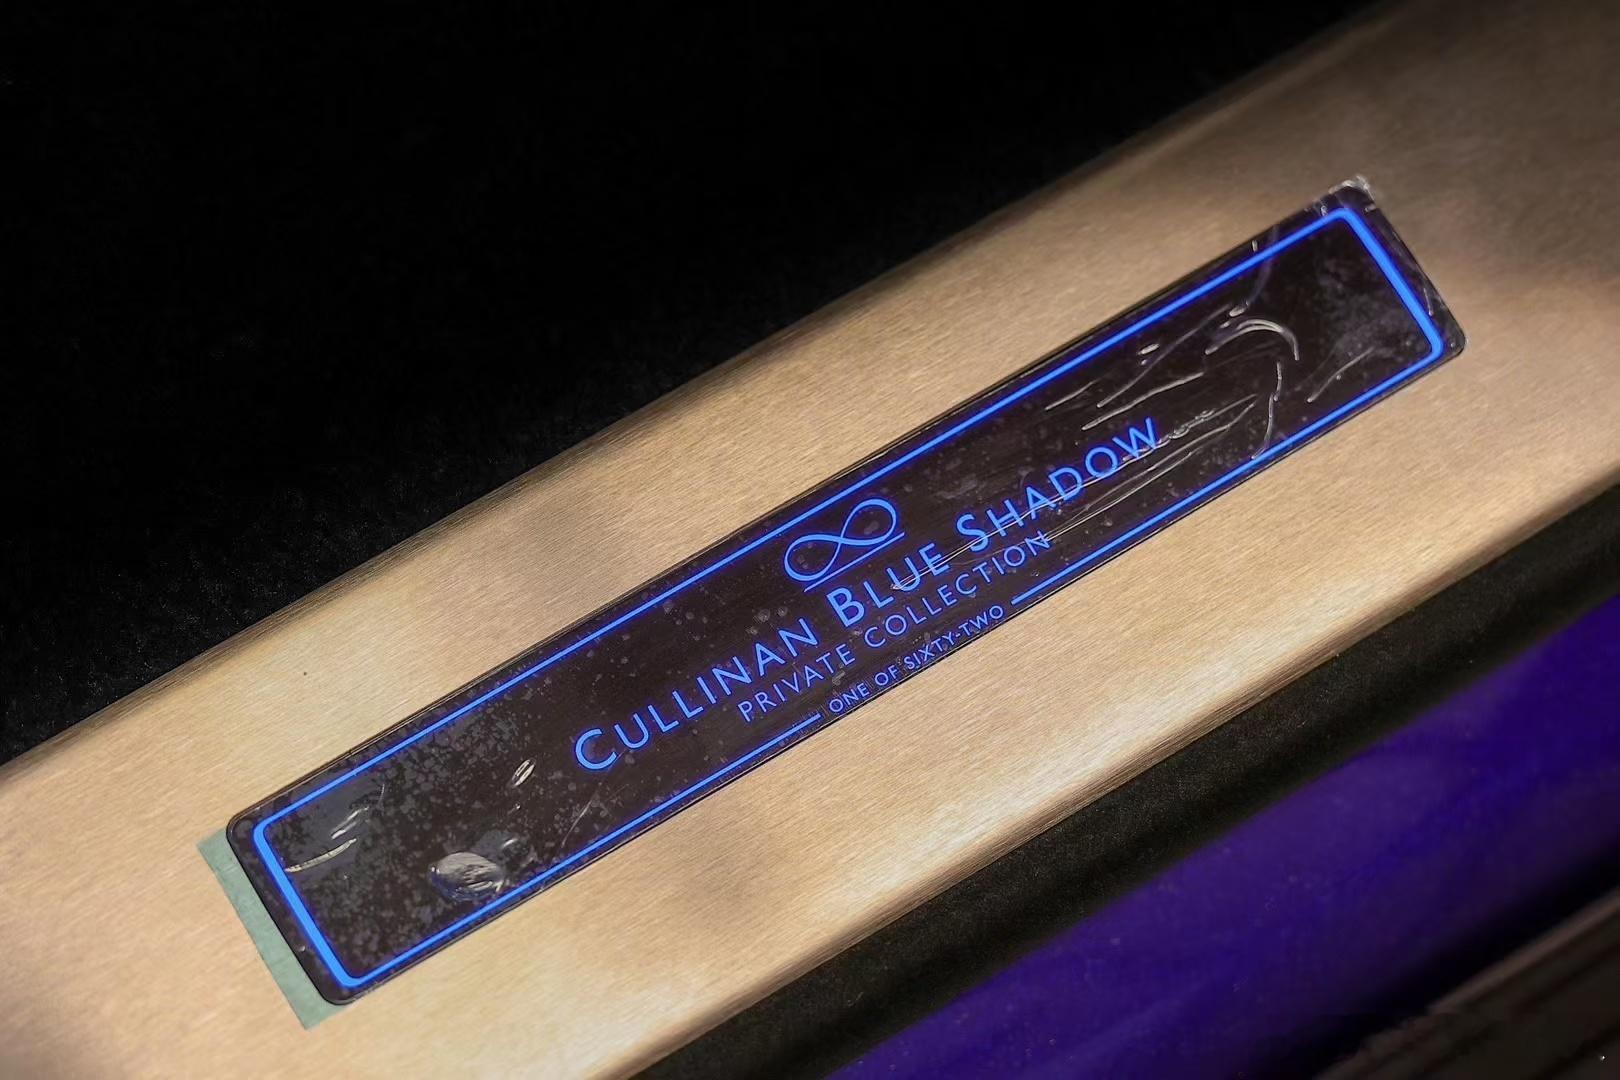 CULLINAN BLUE SHADOW
PRIVATE COLLECTION
ONE OF SIXTY-TWO